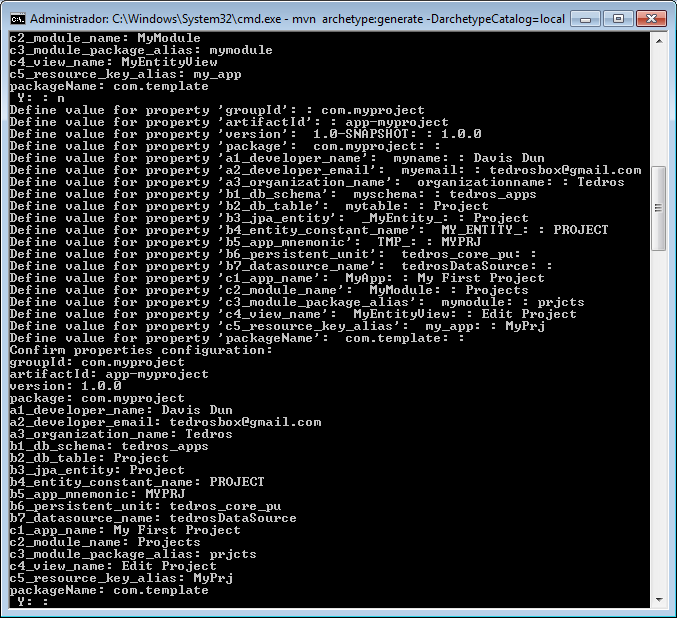 Administrador: C:\Windows\System32\cmd.exe - mvn archetype:generate -DarchetypeCatalog=local
c2_module_name: MyModule
c3_module_package_alias: mymodule
c4_view_name: MyEntityView
c5_resource_key_alias: my_app
packageName: com.template
 Y: : n
Define value for property 'groupId': : com.myproject
Define value for property 'artifactId': : app-myproject
Define value for property 'version':  1.0-SNAPSHOT: : 1.0.0
Define value for property 'package':  com.myproject: :
Define value for property 'a1_developer_name':  myname: : Davis Dun
Define value for property 'a2_developer_email':  myemail: : tedrosbox@gmail.com
Define value for property 'a3_organization_name':  organizationname: : Tedros
Define value for property 'b1_db_schema':  myschema: : tedros_apps
Define value for property 'b2_db_table':  mytable: : Project
Define value for property 'b3_jpa_entity':  _MyEntity_: : Project
Define value for property 'b4_entity_constant_name':  MY_ENTITY_: : PROJECT
Define value for property 'b5_app_mnemonic':  TMP_: : MYPRJ
Define value for property 'b6_persistent_unit':  tedros_core_pu: :
Define value for property 'b7_datasource_name':  tedrosDataSource: :
Define value for property 'c1_app_name':  MyApp: : My First Project
Define value for property 'c2_module_name':  MyModule: : Projects
Define value for property 'c3_module_package_alias':  mymodule: : prjcts
Define value for property 'c4_view_name':  MyEntityView: : Edit Project
Define value for property 'c5_resource_key_alias':  my_app: : MyPrj
Define value for property 'packageName':  com.template: :
Confirm properties configuration:
groupId: com.myproject
artifactId: app-myproject
version: 1.0.0
package: com.myproject
a1_developer_name: Davis Dun
a2_developer_email: tedrosbox@gmail.com
a3_organization_name: Tedros
b1_db_schema: tedros_apps
b2_db_table: Project
b3_jpa_entity: Project
b4_entity_constant_name: PROJECT
b5_app_mnemonic: MYPRJ
b6_persistent_unit: tedros_core_pu
b7_datasource_name: tedrosDataSource
c1_app_name: My First Project
c2_module_name: Projects
c3_module_package_alias: prjcts
c4_view_name: Edit Project
c5_resource_key_alias: MyPrj
packageName: com.template
 Y: :